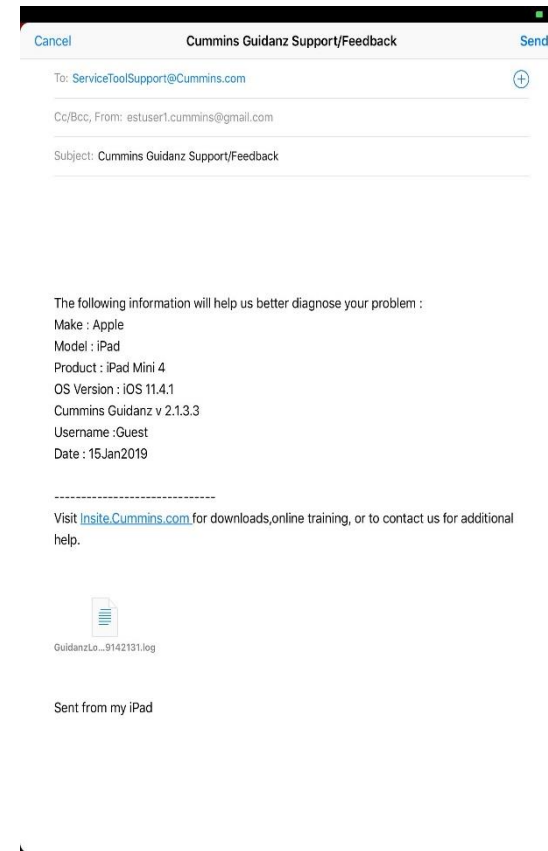 Cancel Cummins Guidanz Support/Feedback Send
To: ServiceToolSupport@Cummins.com
Cc/Bcc, From: estuser1.cummins@gmail.com
Subject: Cummins Guidanz Support/Feedback
The following information will help us better diagnose your problem :
Make : Apple
Model : iPad
Product : iPad Mini 4
OS Version : iOS 11.4.1
Cummins Guidanz v 2.1.3.3
Username :Guest
Date : 15Jan2019
------------------------------
Visit Insite.Cummins.com for downloads,online training, or to contact us for additional
help.
GuidanzLo...9142131.log
Sent from my iPad